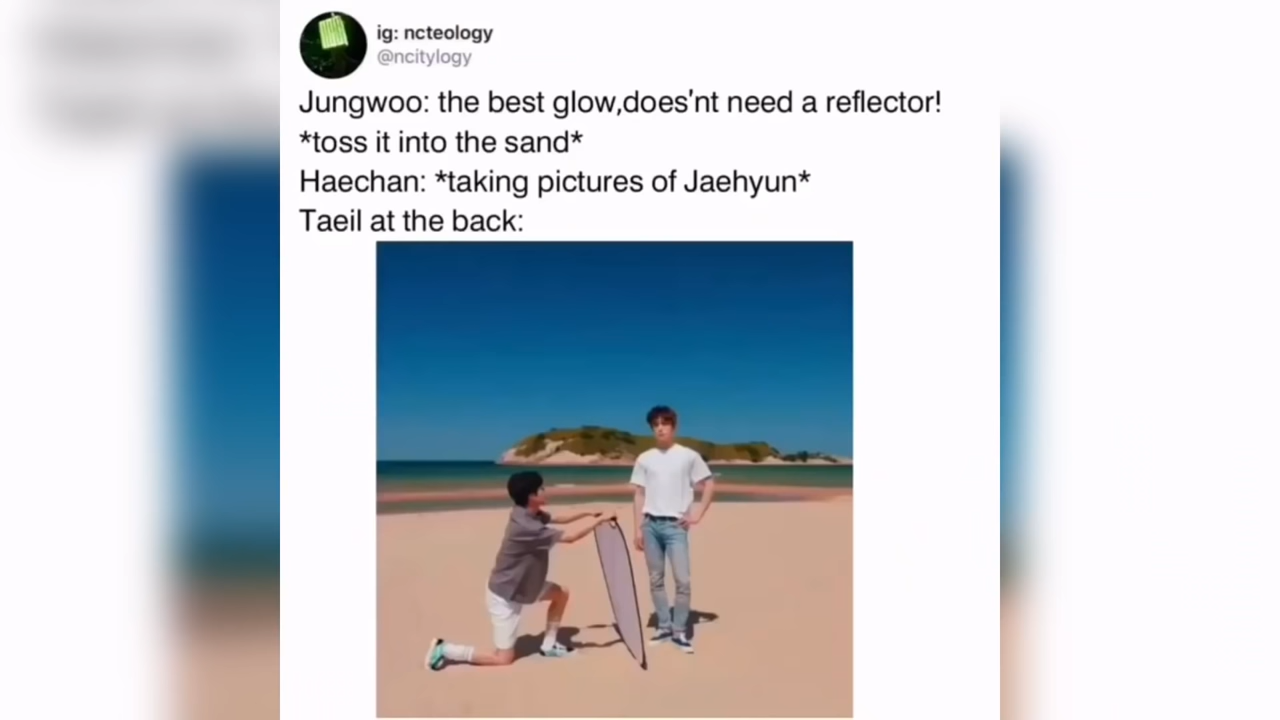 ig: ncteology
@ncitylogy
Jungwoo: the best glow,does'nt need a reflector!
*toss it into the sand*
Haechan: *taking pictures of Jaehyun*
Taeil at the back: